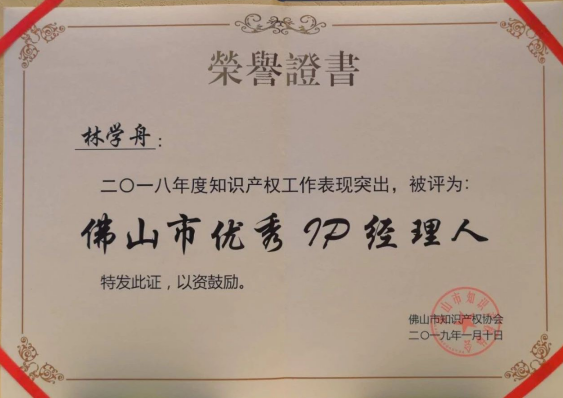 榮譽證書
林学舟：
二〇一八年度知识产权工作表现突出，被评为：
佛山市优秀IP经理人
特发此证，以资鼓励。
佛山市知识产权协会
二〇一九年一月十日